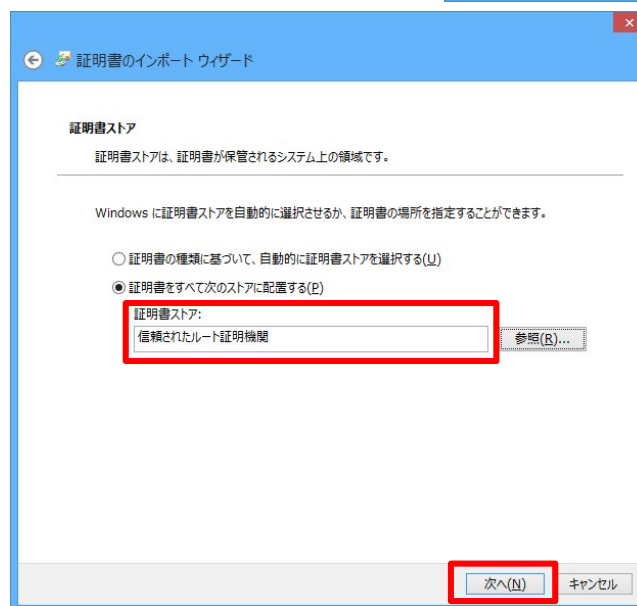 証明書のインポート ウィザード
証明書ストア
証明書ストアは、証明書が保管されるシステム上の領域です。
Windows に証明書ストアを自動的に選択させるか、証明書の場所を指定することができます。
証明書の種類に基づいて、自動的に証明書ストアを選択する(U)
証明書をすべて次のストアに配置する(P)
証明書ストア:
信頼されたルート証明機関
参照(R)...
次へ(N)
キャンセル